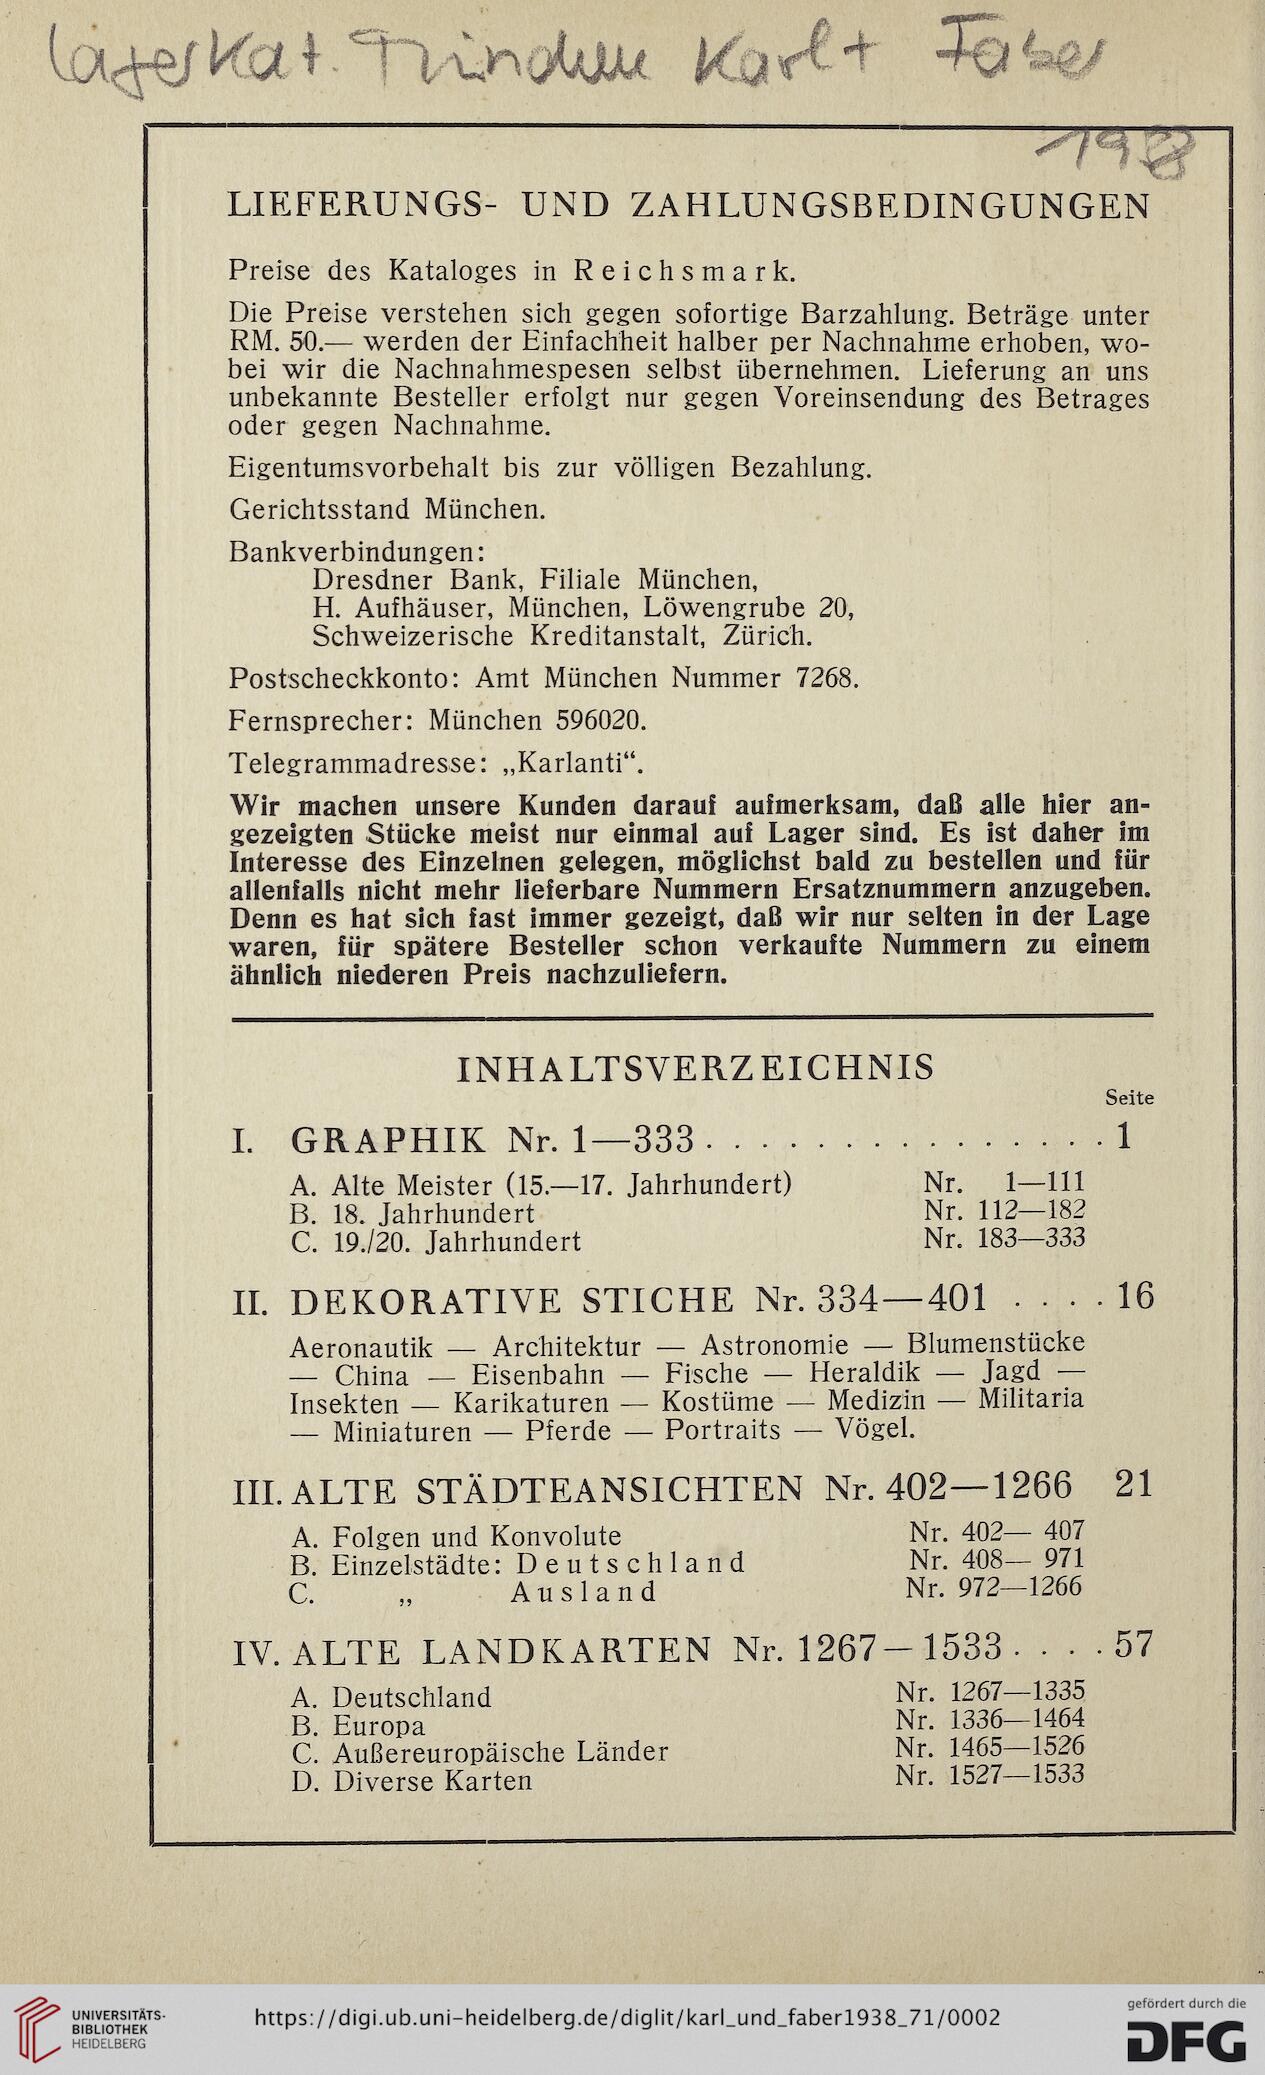 Lagerkat. München Karl + Faber
LIEFERUNGS- UND ZAHLUNGSBEDINGUNGEN
Preise des Kataloges in Reichsmark.
Die Preise verstehen sich gegen sofortige Barzahlung. Beträge unter
RM. 50.— werden der Einfachheit halber per Nachnahme erhoben, wo-
bei wir die Nachnahmespesen selbst übernehmen. Lieferung an uns
unbekannte Besteller erfolgt nur gegen Voreinsendung des Betrages
oder gegen Nachnahme.
Eigentumsvorbehalt bis zur völligen Bezahlung.
Gerichtsstand München.
Bankverbindungen:
Dresdner Bank, Filiale München,
H. Aufhäuser, München, Löwengrube 20,
Schweizerische Kreditanstalt, Zürich.
Postscheckkonto: Amt München Nummer 7268.
Fernsprecher: München 596020.
Telegrammadresse: „Karlanti“.
Wir machen unsere Kunden darauf aufmerksam, daß alle hier an-
gezeigten Stücke meist nur einmal auf Lager sind. Es ist daher im
Interesse des Einzelnen gelegen, möglichst bald zu bestellen und für
allenfalls nicht mehr lieferbare Nummern Ersatznummern anzugeben.
Denn es hat sich fast immer gezeigt, daß wir nur selten in der Lage
waren, für spätere Besteller schon verkaufte Nummern zu einem
ähnlich niederen Preis nachzuliefern.
INHALTSVERZEICHNIS
Seite
I. GRAPHIK Nr. 1—333 . . . . . . . . . . . . . . . 1
A. Alte Meister (15.—17. Jahrhundert) Nr. 1—111
B. 18. Jahrhundert Nr. 112—182
C. 19./20. Jahrhundert Nr. 183—333
II. DEKORATIVE STICHE Nr. 334—401 . . . . 16
Aeronautik — Architektur — Astronomie — Blumenstücke
— China — Eisenbahn — Fische — Heraldik — Jagd —
Insekten — Karikaturen — Kostüme — Medizin — Militaria
— Miniaturen — Pferde — Portraits — Vögel.
III. ALTE STÄDTEANSICHTEN Nr. 402—1266 21
A. Folgen und Konvolute Nr. 402— 407
B. Einzelstädte: Deutschland Nr. 408— 971
C. „ Ausland Nr. 972—1266
IV. ALTE LANDKARTEN Nr. 1267—1533 . . . . 57
A. Deutschland Nr. 1267—1335
B. Europa Nr. 1336—1464
C. Außereuropäische Länder Nr. 1465—1526
D. Diverse Karten Nr. 1527—1533
UNIVERSITÄTS-
BIBLIOTHEK
HEIDELBERG
https://digi.ub.uni-heidelberg.de/diglit/karl_und_faber1938_71/0002
gefördert durch die
DFG